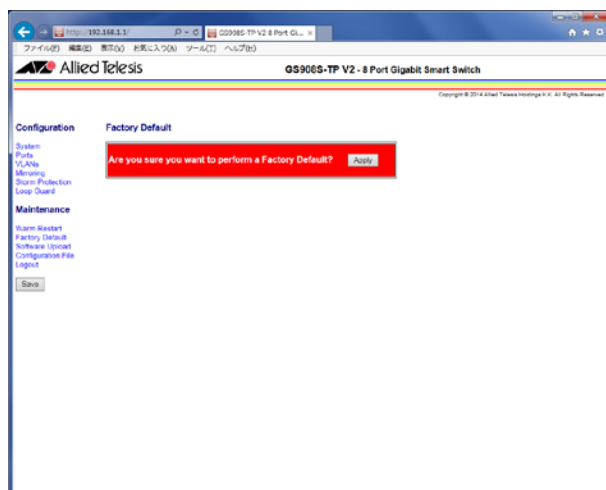 http://192.168.1.1/
GS908S-TP V2 8 Port Gi...
ファイル(F) 編集(E) 表示(V) お気に入り(A) ツール(T) ヘルプ(H)
Allied Telesis
GS908S-TP V2 - 8 Port Gigabit Smart Switch
Copyright © 2014 Allied Telesis Holdings K.K. All Rights Reserved
Configuration
System
Ports
VLANs
Mirroring
Storm Protection
Loop Guard
Maintenance
Warm Restart
Factory Default
Software Upload
Configuration File
Logout
Save
Factory Default
Are you sure you want to perform a Factory Default?
Apply